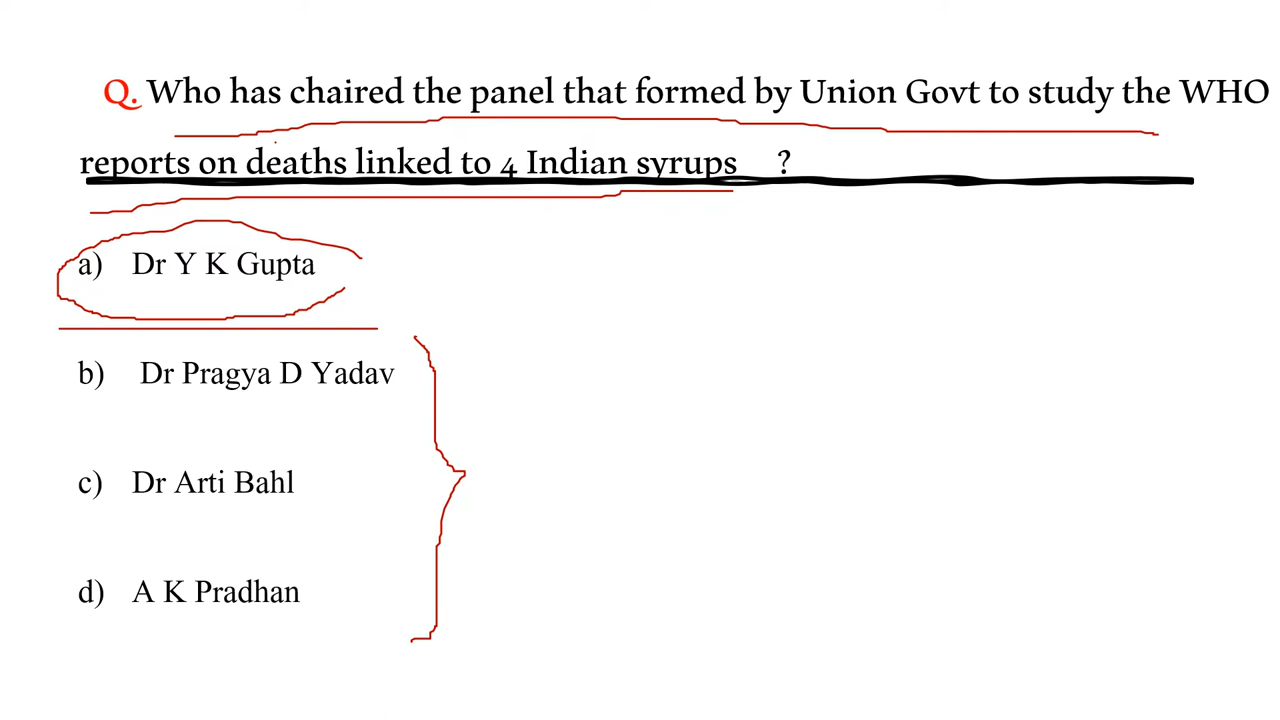 Q. Who has chaired the panel that formed by Union Govt to study the WHO
reports on deaths linked to 4 Indian syrups ?
a) Dr Y K Gupta
b) Dr Pragya D Yadav
c) Dr Arti Bahl
d) A K Pradhan